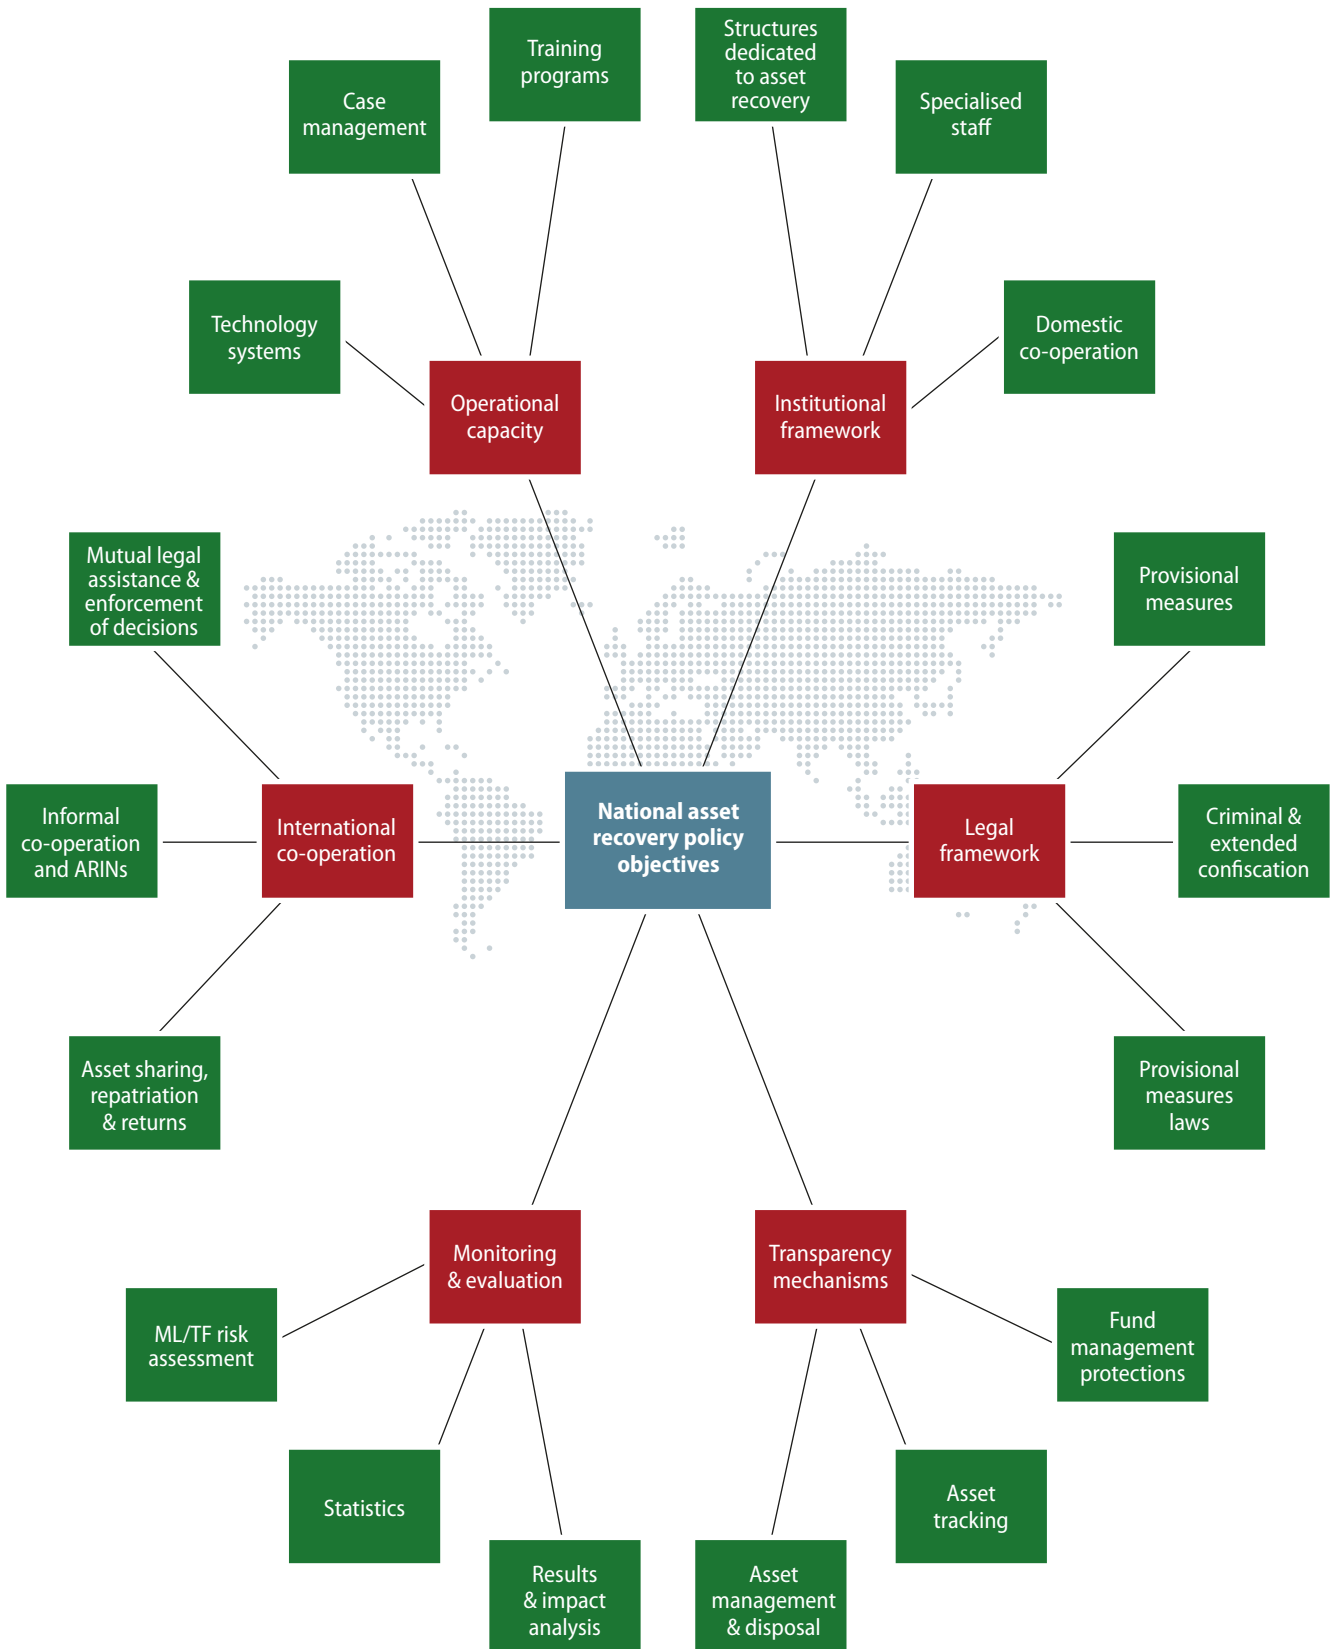 Training
programs
Structures
dedicated
to asset
recovery
Case
management
Specialised
staff
Technology
systems
Domestic
co-operation
Operational
capacity
Institutional
framework
Mutual legal
assistance &
enforcement
of decisions
Provisional
measures
Informal
co-operation
and ARINs
International
co-operation
National asset
recovery policy
objectives
Legal
framework
Criminal &
extended
confiscation
Asset sharing,
repatriation
& returns
Provisional
measures
laws
Monitoring
& evaluation
Transparency
mechanisms
ML/TF risk
assessment
Fund
management
protections
Statistics
Asset
tracking
Results
& impact
analysis
Asset
management
& disposal